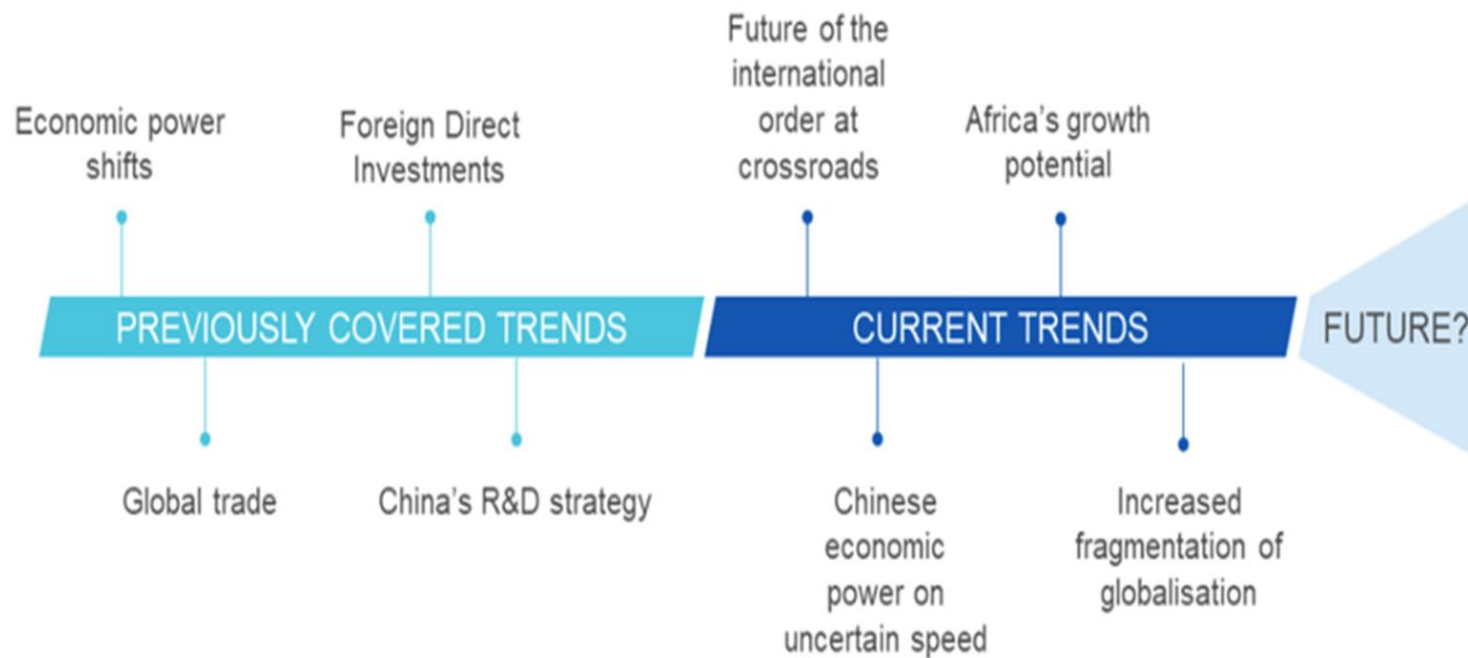 Economic power
shifts
Foreign Direct
Investments
Future of the
international
order at
crossroads
Africa's growth
potential
PREVIOUSLY COVERED TRENDS
CURRENT TRENDS
FUTURE?
Global trade
China's R&D strategy
Chinese
economic
power on
uncertain speed
Increased
fragmentation of
globalisation